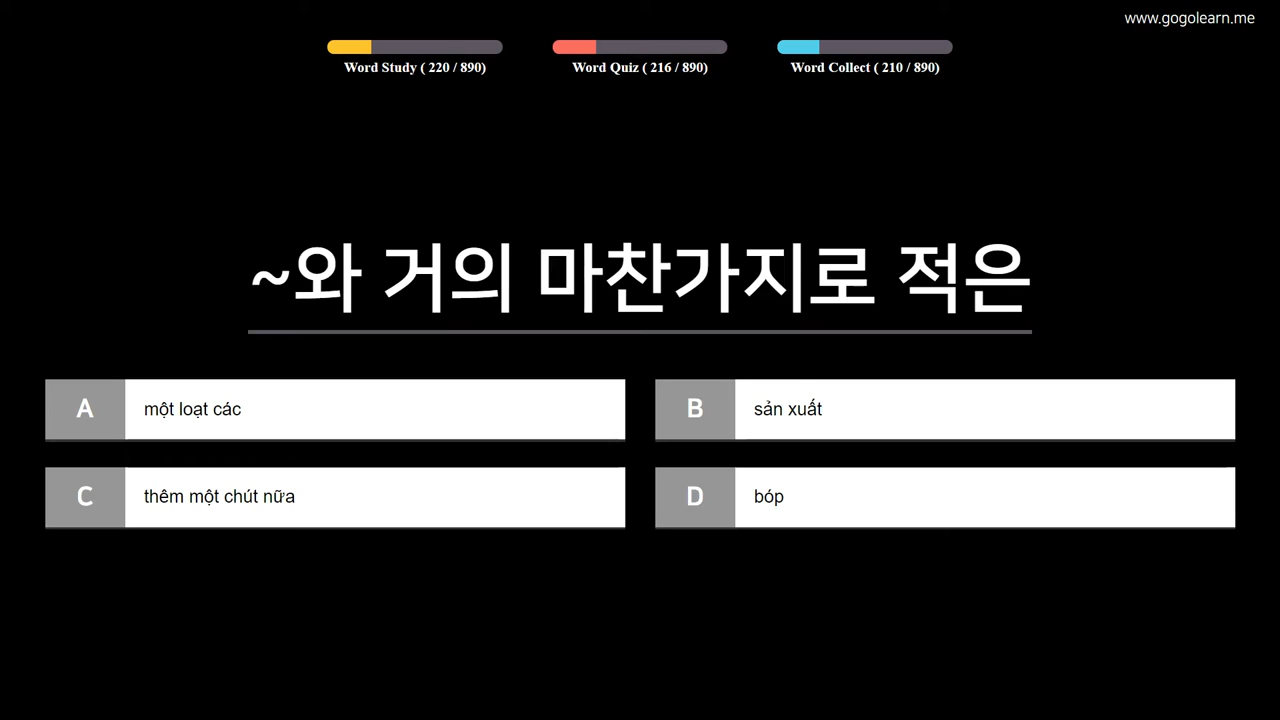 www.gogolearn.me
Word Study ( 220 / 890)
Word Quiz ( 216 / 890)
Word Collect ( 210 / 890)
~와 거의 마찬가지로 적은
A một loạt các
B sản xuất
C thêm một chút nữa
D bóp